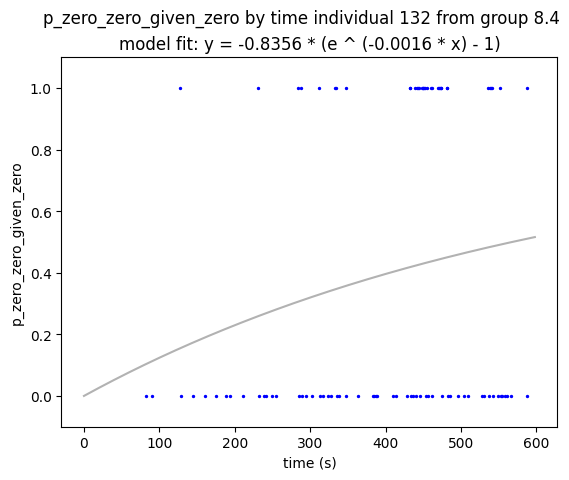 p_zero_zero_given_zero by time individual 132 from group 8.4
model fit: y = -0.8356 * (e ^ (-0.0016 * x) - 1)
p_zero_zero_given_zero
1.0
0.8
0.6
0.4
0.2
0.0
0 100 200 300 400 500 600
time (s)